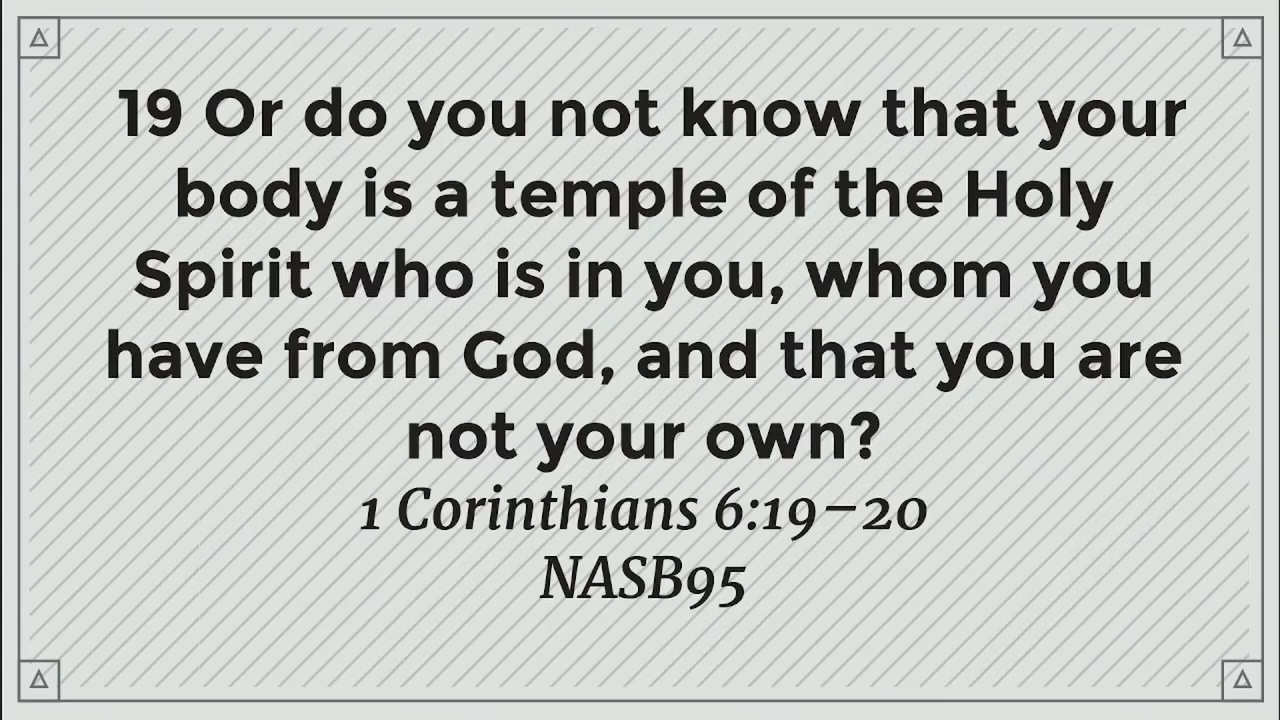 19 Or do you not know that your
body is a temple of the Holy
Spirit who is in you, whom you
have from God, and that you are
not your own?
1 Corinthians 6:19–20
NASB95